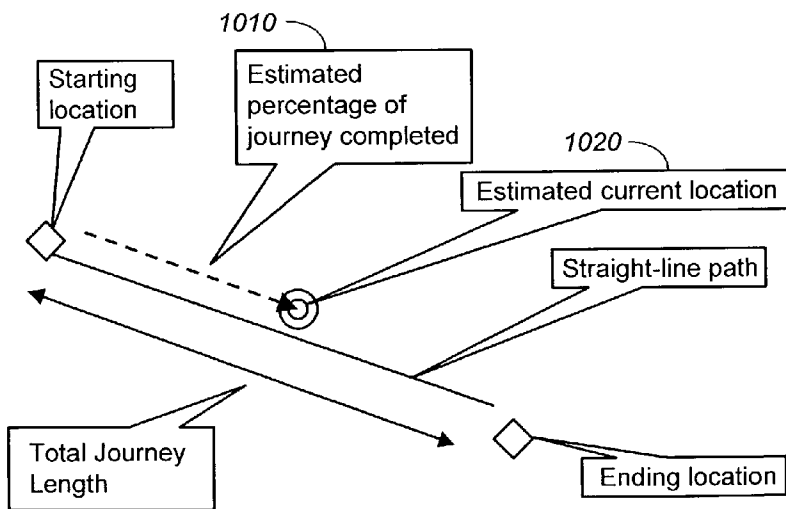 1010
Starting
location
Estimated
percentage of
journey completed
1020
Estimated current location
Straight-line path
Total Journey
Length
Ending location